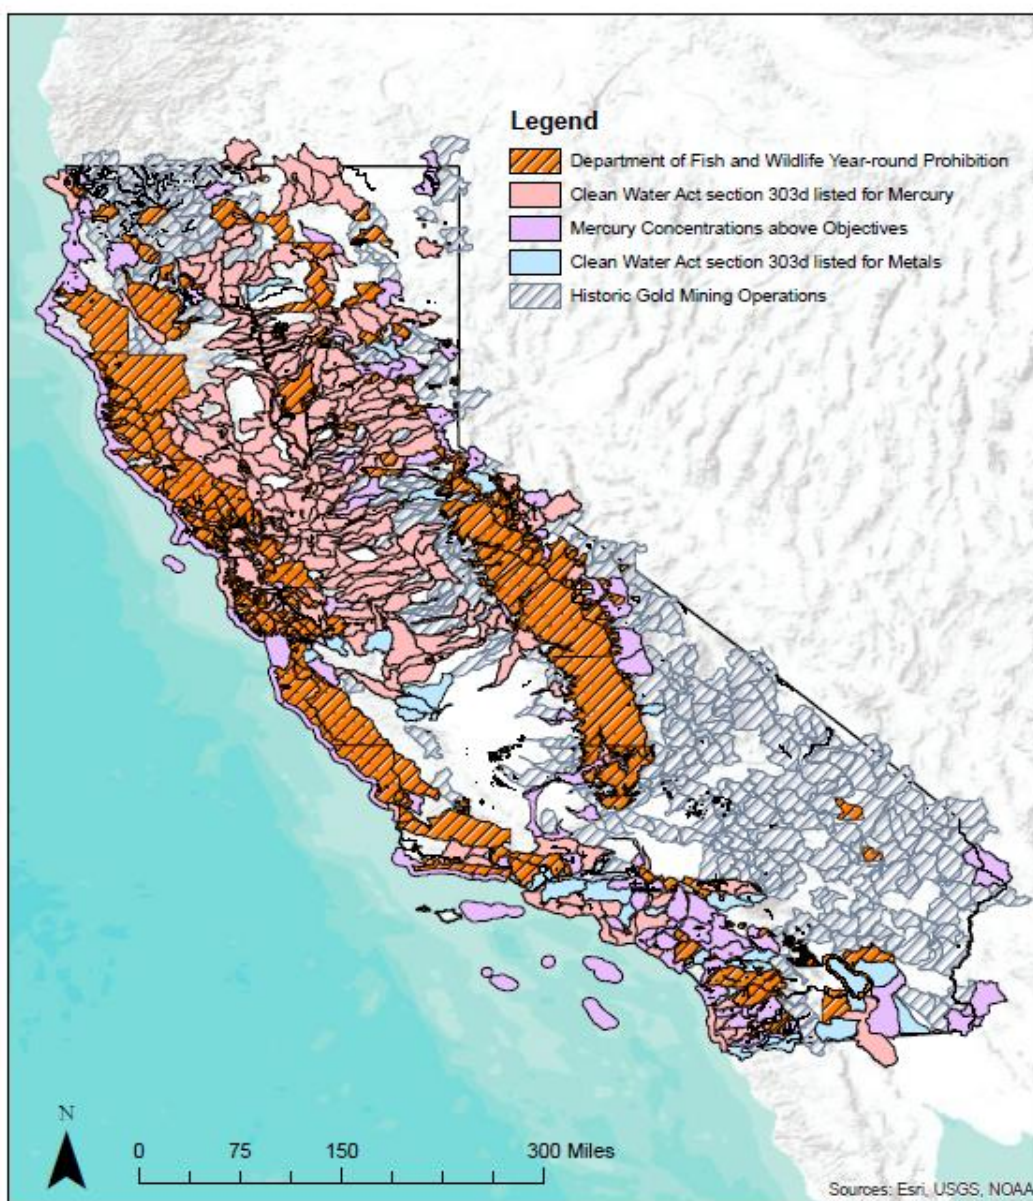 Legend
Department of Fish and Wildlife Year-round Prohibition
Clean Water Act section 303d listed for Mercury
Mercury Concentrations above Objectives
Clean Water Act section 303d listed for Metals
Historic Gold Mining Operations
N
0 75 150 300 Miles
Sources: Esri, USGS, NOAA